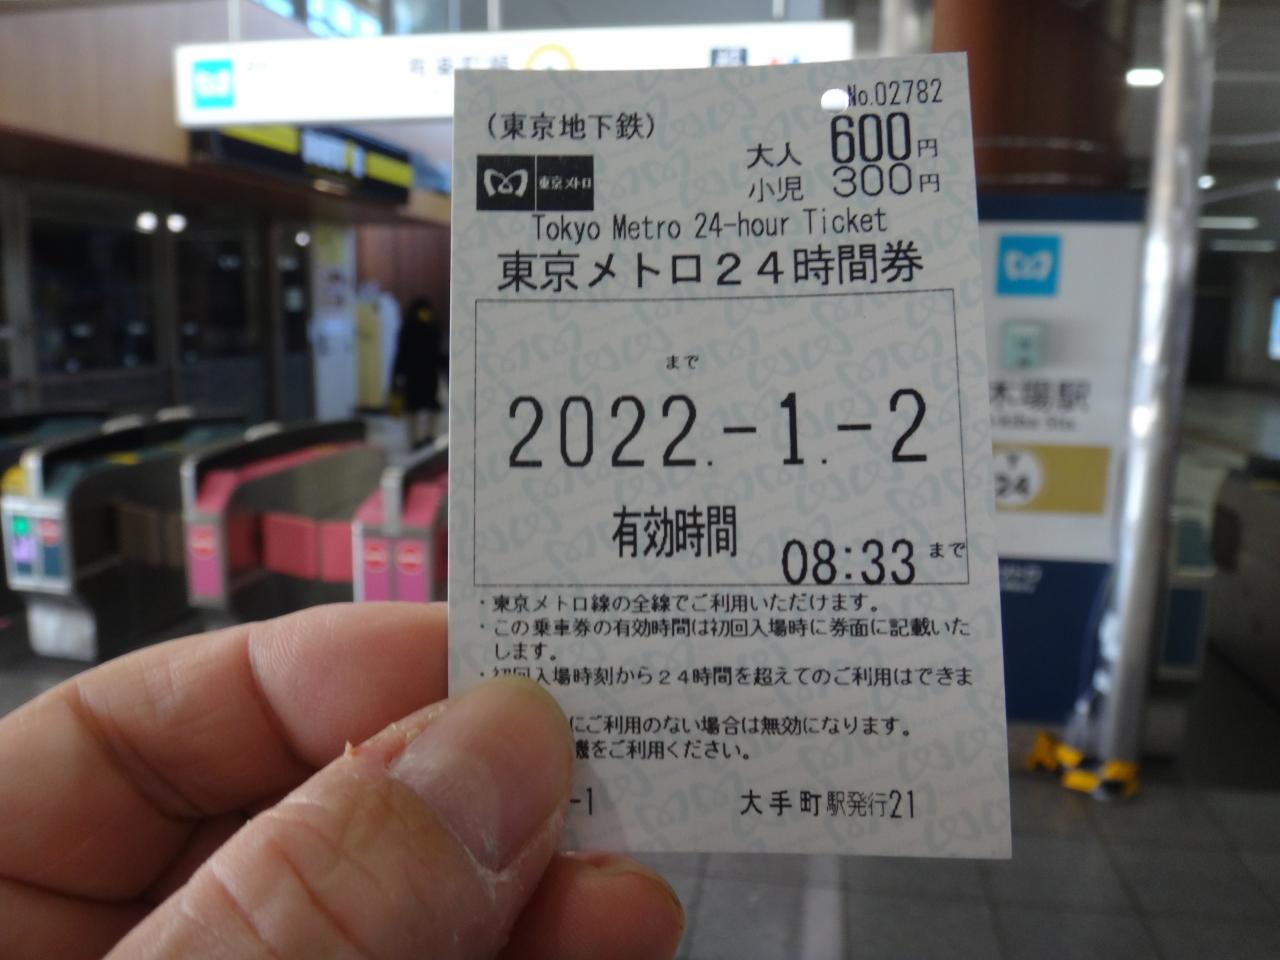 No.02782
(東京地下鉄)
大人 600円
東京メトロ
小児 300円
Tokyo Metro 24-hour Ticket
東京メトロ24時間券
まで
2022.-1.-2
有効時間
08:33まで
・東京メトロ線の全線でご利用いただけます。
・この乗車券の有効時間は初回入場時に券面に記載いた
します。
・初回入場時刻から24時間を超えてのご利用はできま
にご利用のない場合は無効になります。
機をご利用ください。
-1
大手町駅発行21
木場駅
24